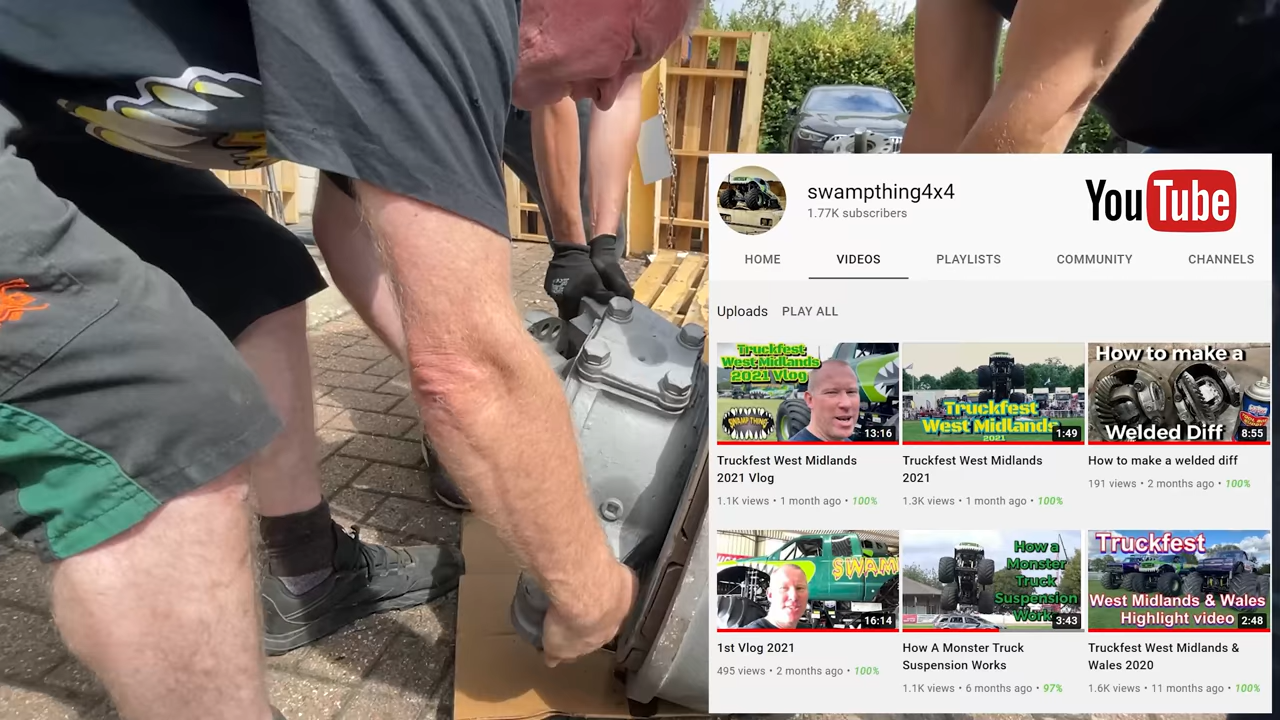 swampthing4x4
1.77K subscribers
YouTube
HOME VIDEOS PLAYLISTS COMMUNITY CHANNELS
Uploads PLAY ALL
Truckfest
West Midlands
2021 Vlog
SWAMP THING
13:16
Truckfest
West Midlands
2021
1:49
How to make a
Welded Diff
8:55
Truckfest West Midlands
2021 Vlog
1.1K views • 1 month ago • 100%
Truckfest West Midlands
2021
1.3K views • 1 month ago • 100%
How to make a welded diff
191 views • 2 months ago • 100%
SWAM
16:14
How a
Monster
Truck
Suspension
Work
3:43
Truckfest
West Midlands & Wales
Highlight video
2:48
1st Vlog 2021
495 views • 2 months ago • 100%
How A Monster Truck
Suspension Works
1.1K views • 6 months ago • 97%
Truckfest West Midlands &
Wales 2020
1.6K views • 11 months ago • 100%